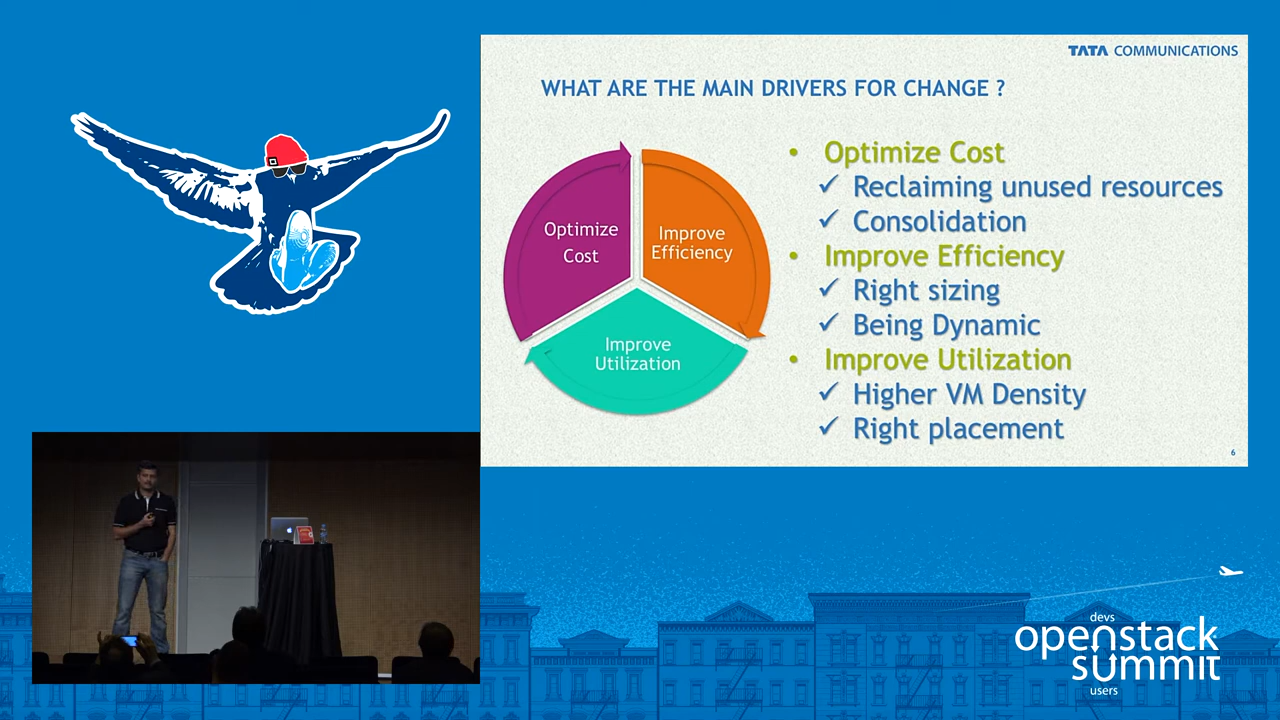 TATA COMMUNICATIONS
WHAT ARE THE MAIN DRIVERS FOR CHANGE ?
Optimize
Cost
Improve
Efficiency
Improve
Utilization
• Optimize Cost
✓ Reclaiming unused resources
✓ Consolidation
• Improve Efficiency
✓ Right sizing
✓ Being Dynamic
• Improve Utilization
✓ Higher VM Density
✓ Right placement
6
devs
openstack
summit
users